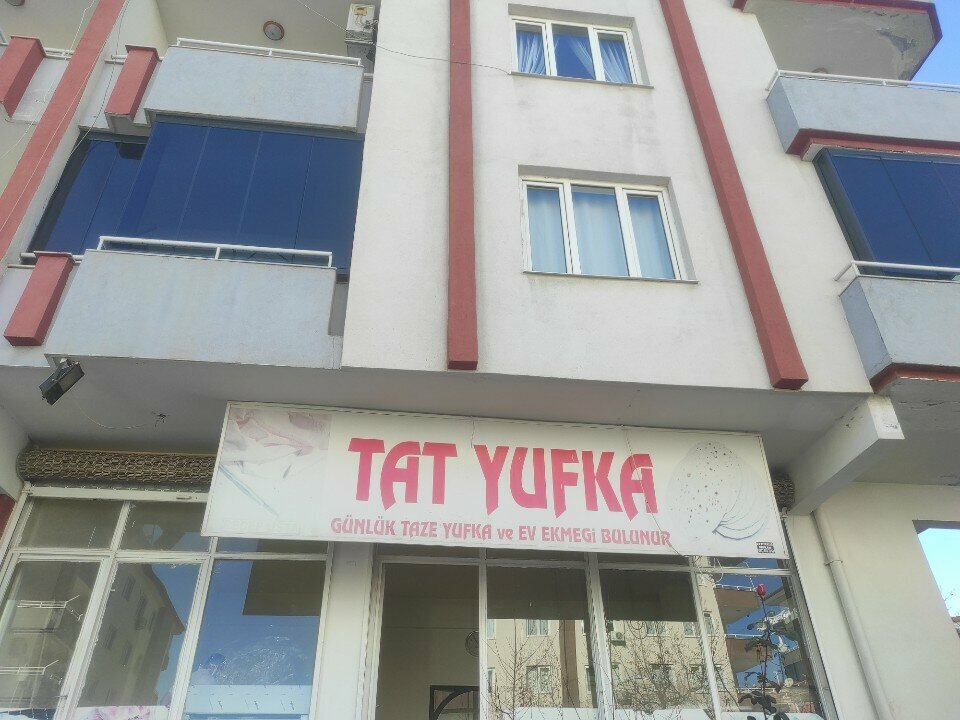 TAT YUFKA
GÜNLÜK TAZE YUFKA ve EV EKMEGİ BULUNUR